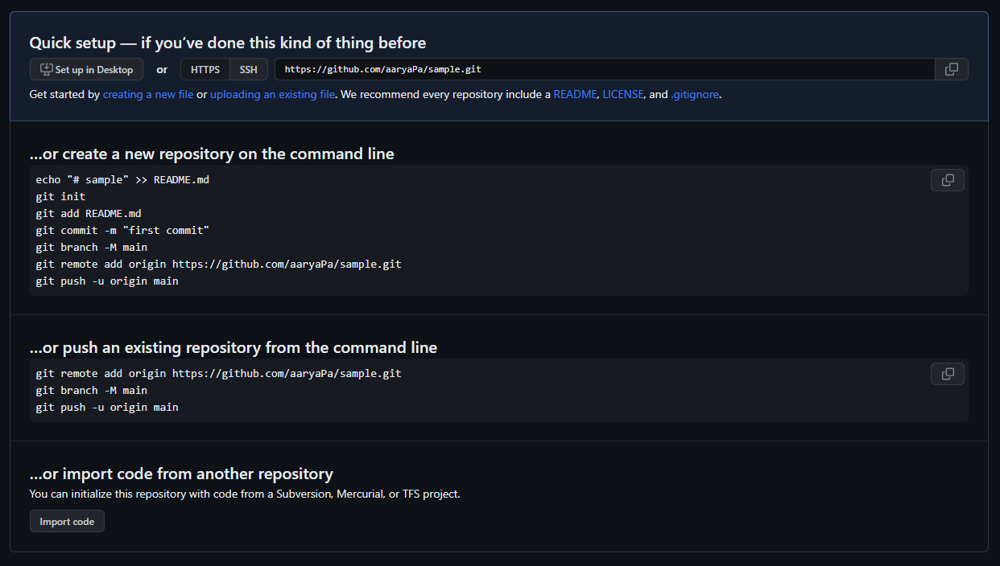 Quick setup — if you’ve done this kind of thing before
Set up in Desktop or HTTPS SSH https://github.com/aaryaPa/sample.git
Get started by creating a new file or uploading an existing file. We recommend every repository include a README, LICENSE, and .gitignore.
…or create a new repository on the command line
echo "# sample" >> README.md
git init
git add README.md
git commit -m "first commit"
git branch -M main
git remote add origin https://github.com/aaryaPa/sample.git
git push -u origin main
…or push an existing repository from the command line
git remote add origin https://github.com/aaryaPa/sample.git
git branch -M main
git push -u origin main
…or import code from another repository
You can initialize this repository with code from a Subversion, Mercurial, or TFS project.
Import code